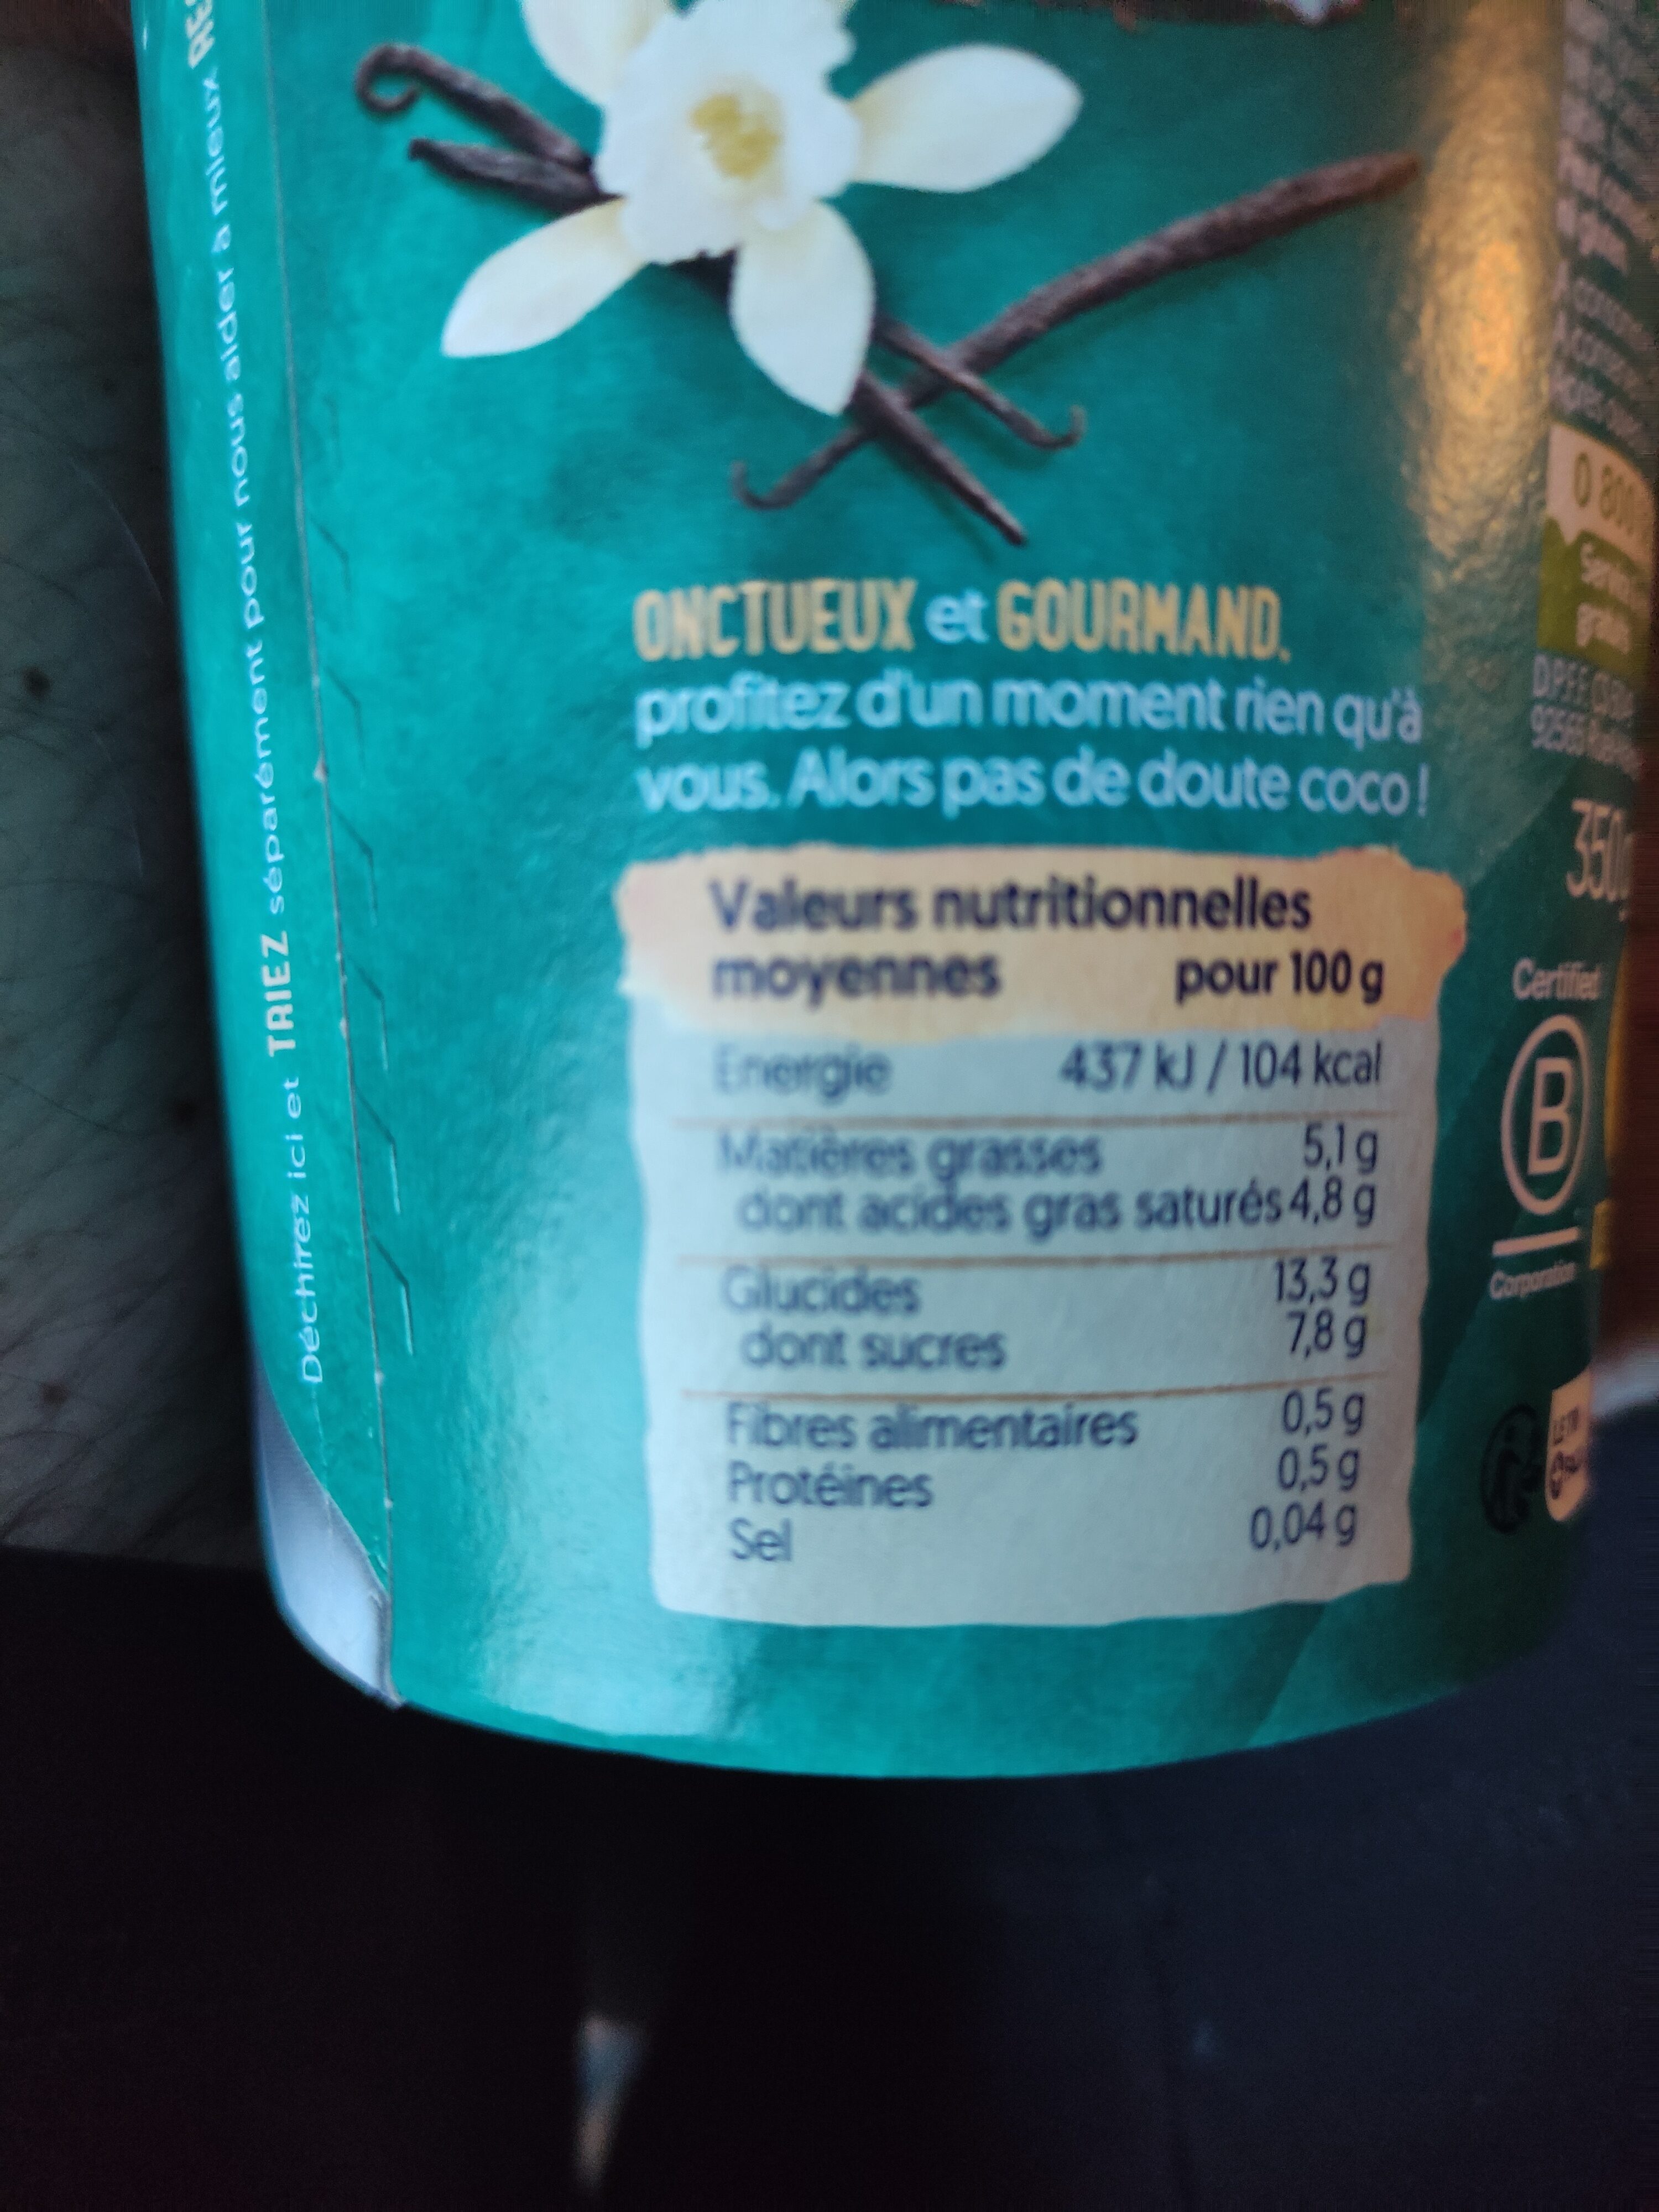 Déchirez ici et TRIEZ séparément pour nous aider à mieux
ONCTUEUX et GOURMAND,
profitez d'un moment rien qu'à
vous. Alors pas de doute coco !
Valeurs nutritionnelles
moyennes pour 100 g
Energie 437 kJ / 104 kcal
Matières grasses 5,1 g
dont acides gras saturés 4,8 g
Glucides 13,3 g
dont sucres 7,8 g
Fibres alimentaires 0,5 g
Protéines 0,5 g
Sel 0,04 g
0 800
350g
Certified
B
Corporation